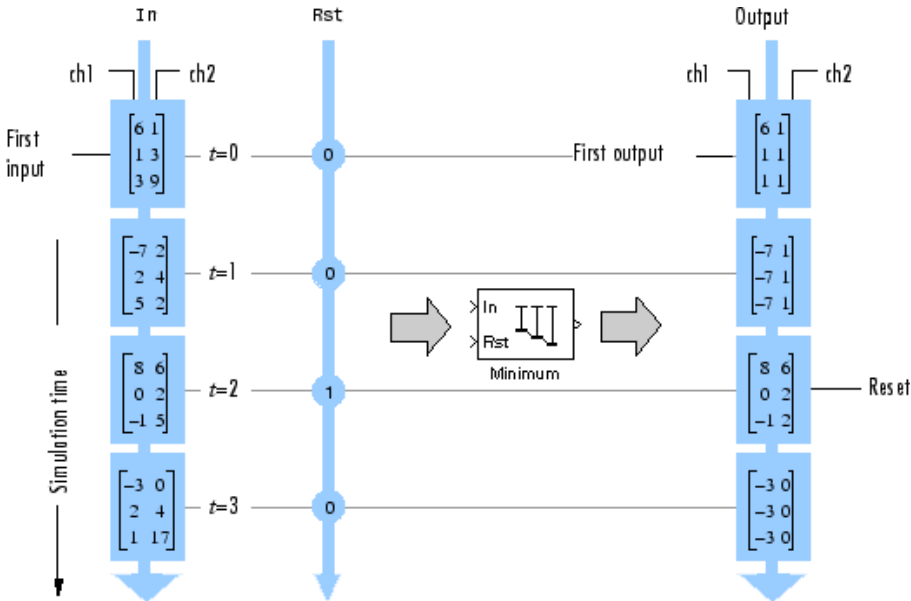 In Rst Output
ch1 ch2 ch1 ch2
First input
6 1
1 3
3 9
t=0
0
First output
6 1
1 1
1 1
-7 2
2 4
5 2
t=1
0
-7 1
-7 1
-7 1
In
Rst
Minimum
8 6
0 2
-1 5
t=2
1
8 6
0 2
-1 2
Reset
Simulation time
-3 0
2 4
1 17
t=3
0
-3 0
-3 0
-3 0